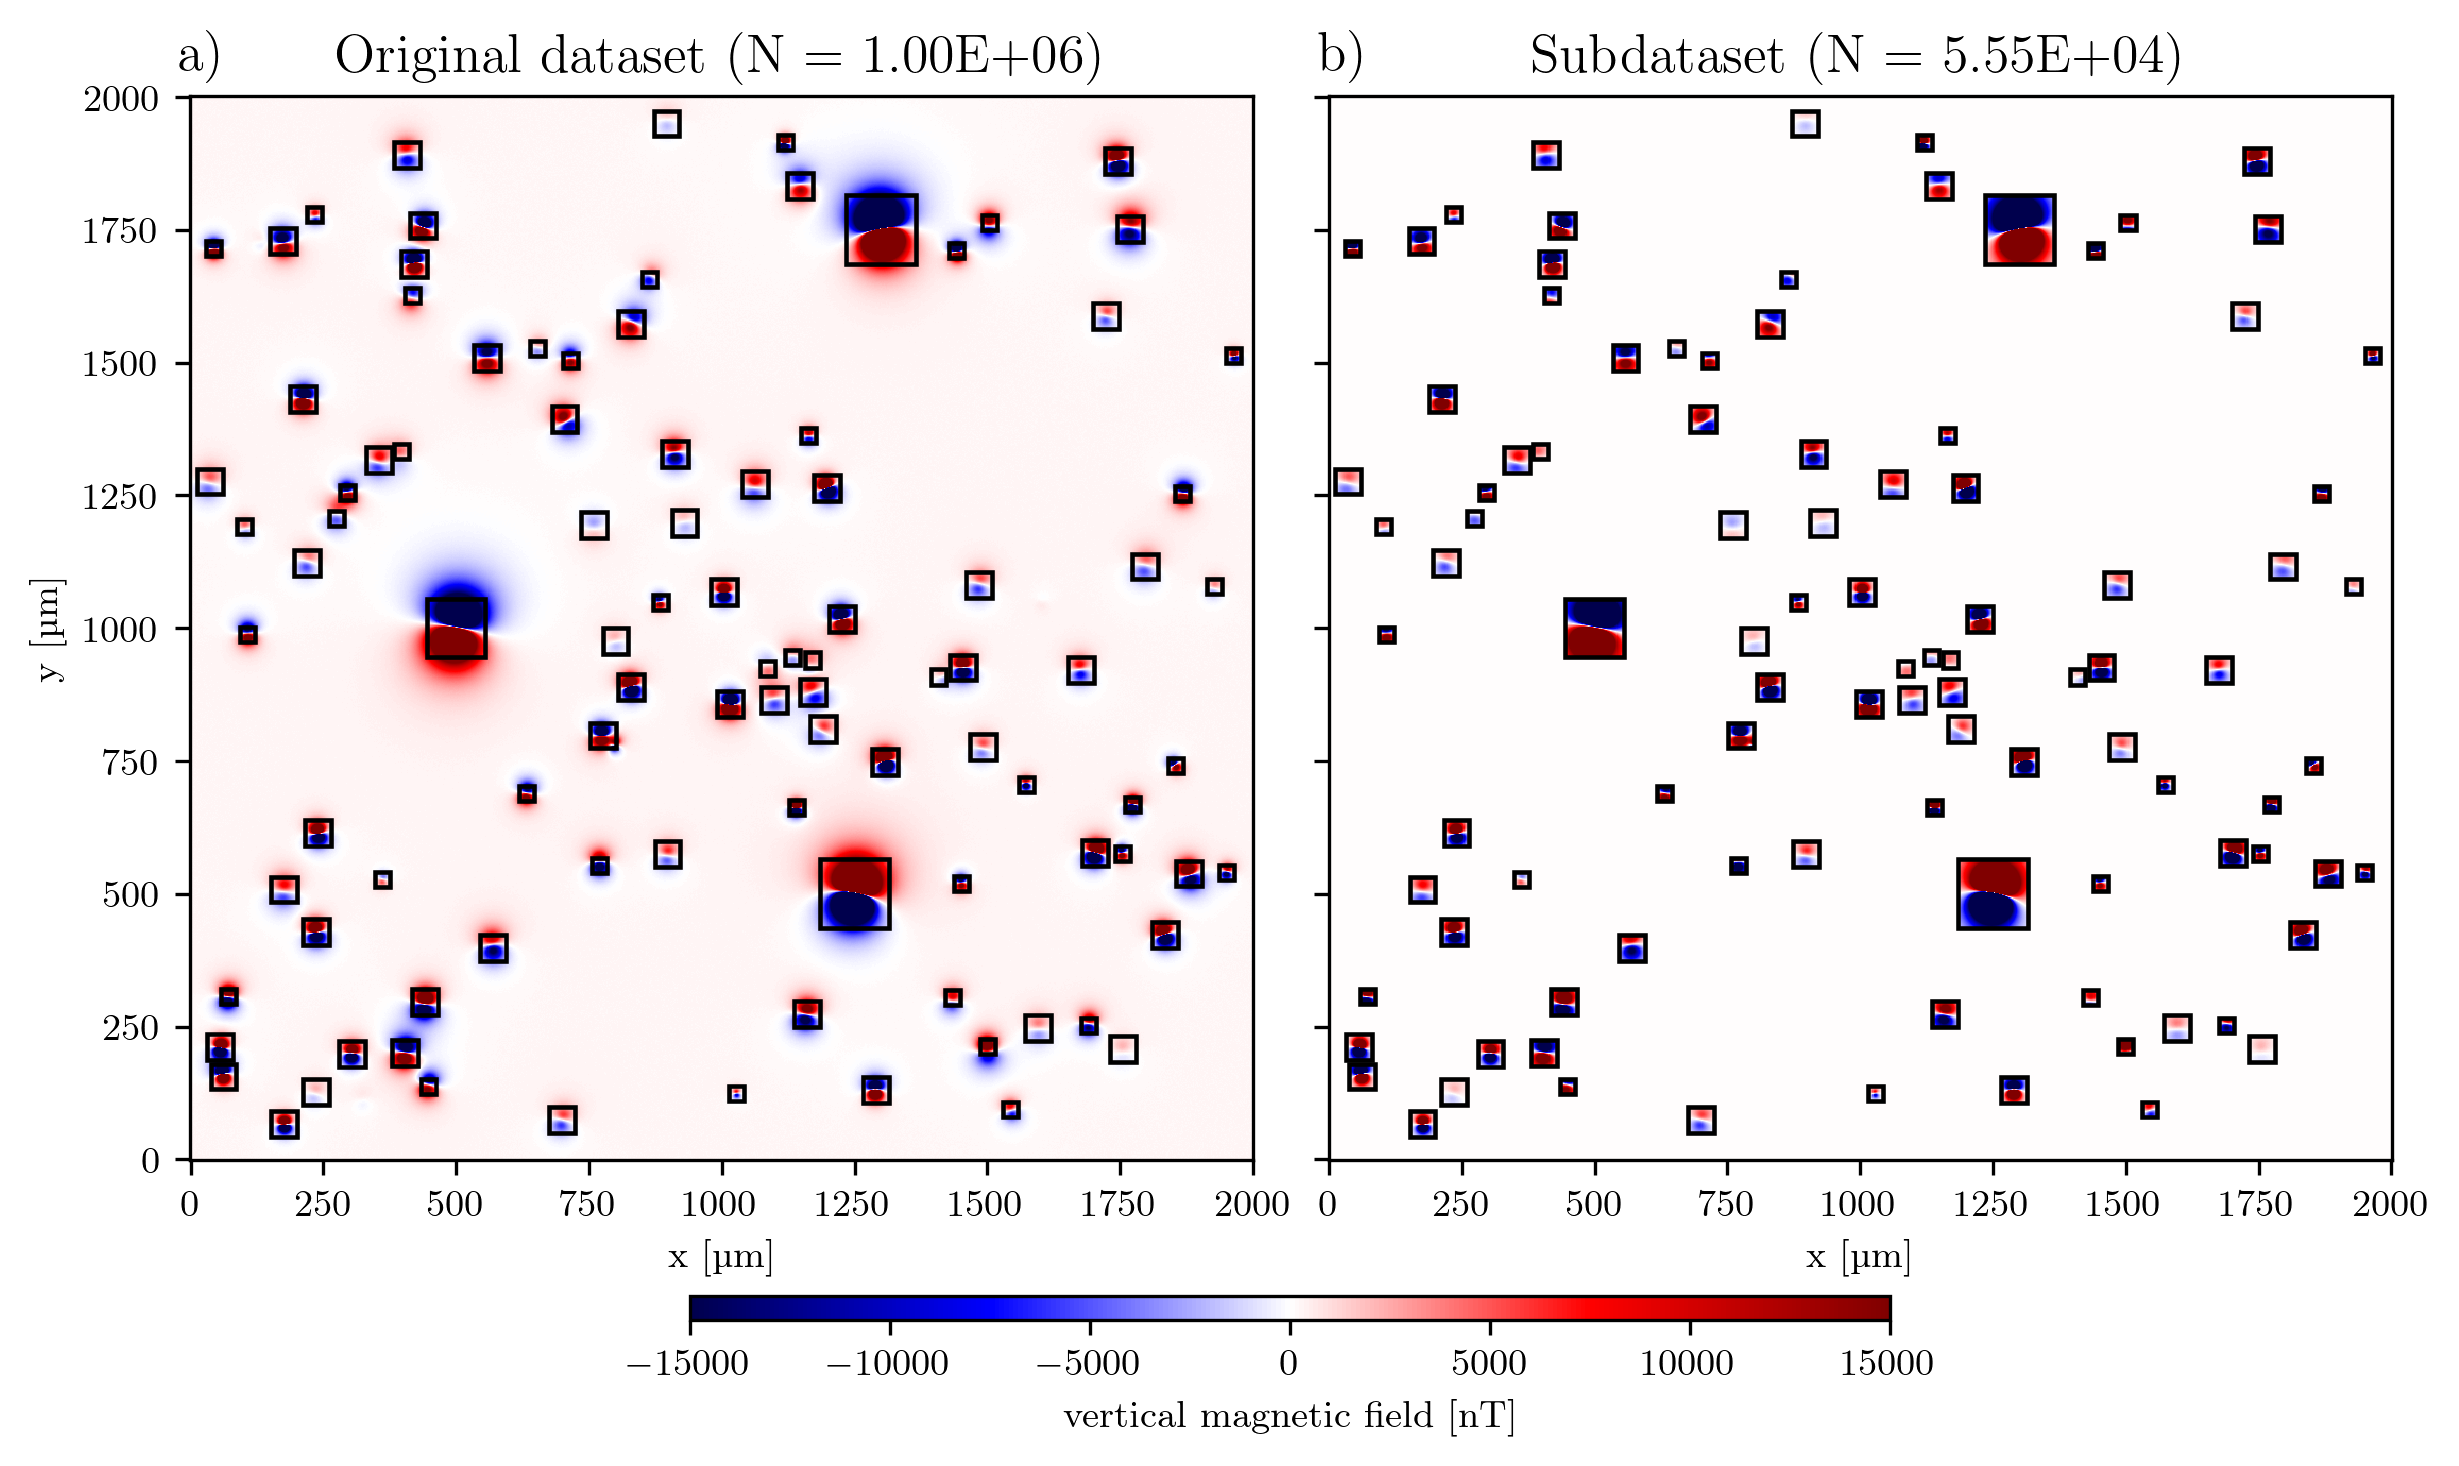 a) Original dataset (N = 1.00E+06)
b) Subdataset (N = 5.55E+04)
2000
1750
1500
1250
1000
750
500
250
0
y [µm]
0 250 500 750 1000 1250 1500 1750 2000
0 250 500 750 1000 1250 1500 1750 2000
x [µm]
x [µm]
−15000 −10000 −5000 0 5000 10000 15000
vertical magnetic field [nT]